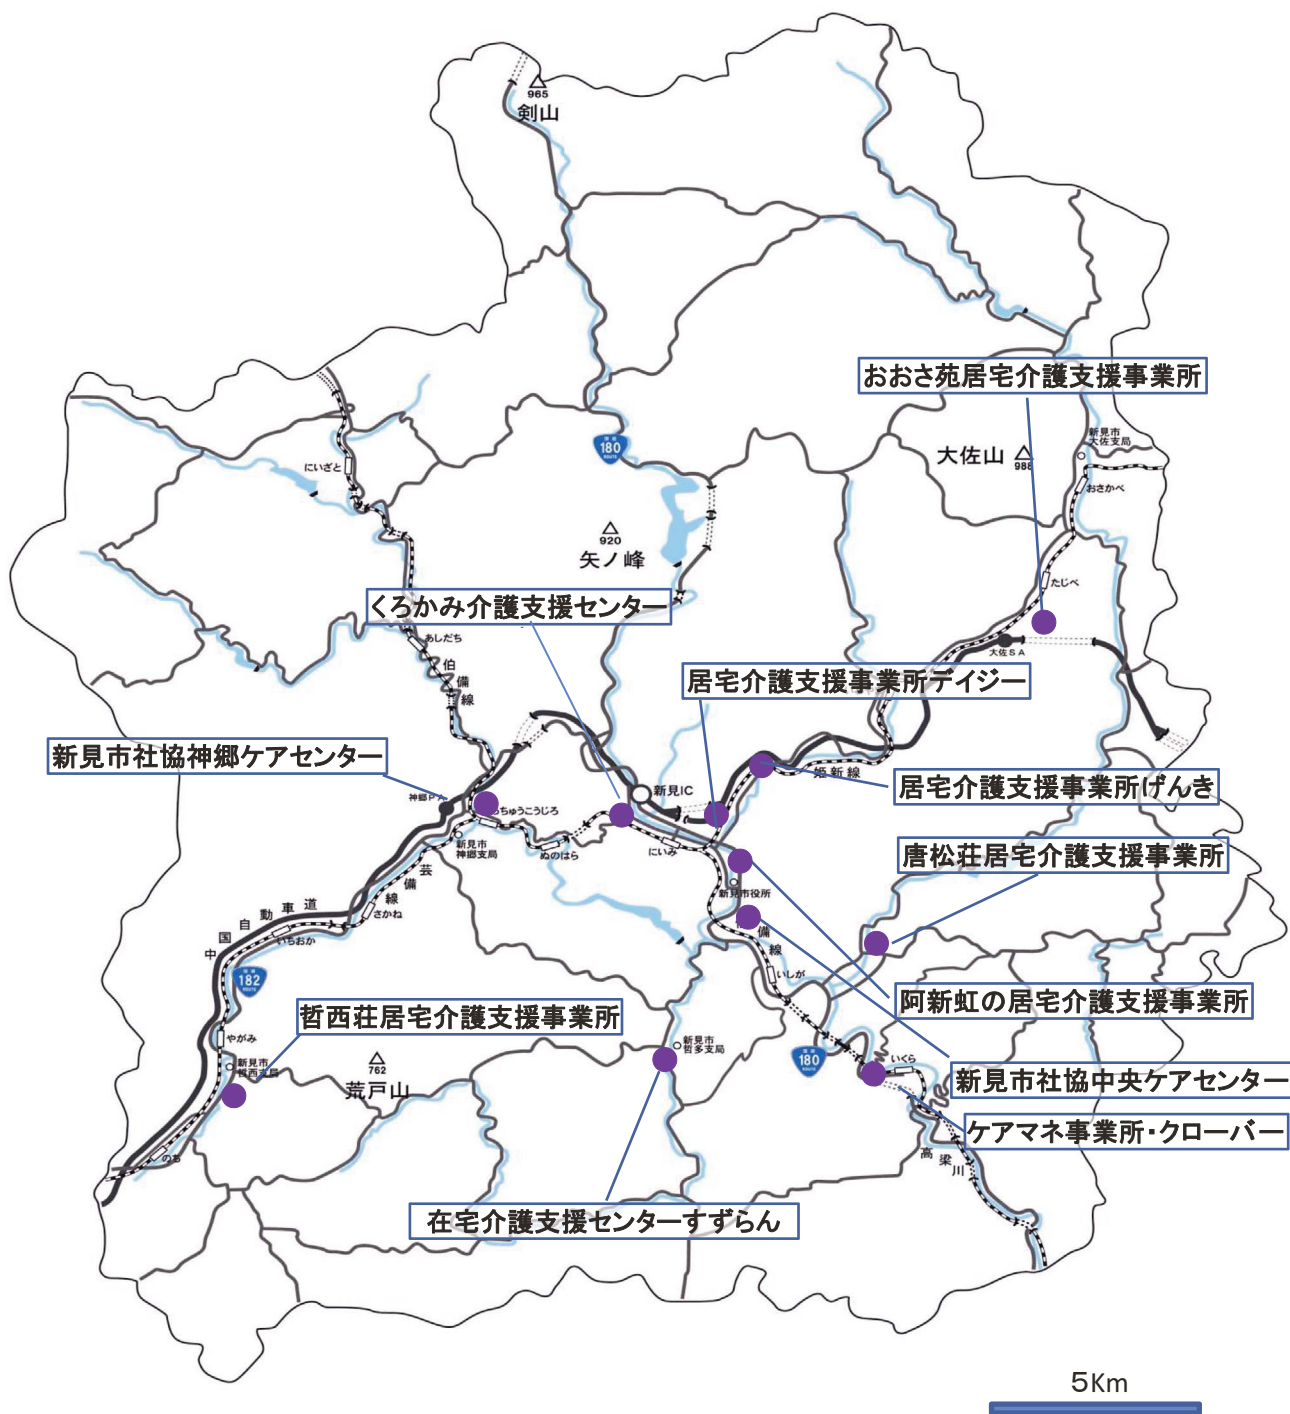 965
剣山
おおさ苑居宅介護支援事業所
国道
180
ROUTE
新見市
大佐支局
大佐山
988
にいざと
おさかべ
920
矢ノ峰
たじべ
くろかみ介護支援センター
あしだち
大佐SA
伯備線
居宅介護支援事業所デイジー
新見市社協神郷ケアセンター
姫新線
居宅介護支援事業所げんき
新見IC
神郷PA
ちゅうこうじろ
新見市
神郷支局
ぬのはら
にいみ
唐松荘居宅介護支援事業所
芸備線
新見市役所
さかね
中国自動車道
いちおか
備線
いしが
国道
182
ROUTE
阿新虹の居宅介護支援事業所
哲西荘居宅介護支援事業所
やがみ
新見市
哲西支局
新見市
哲多支局
762
荒戸山
国道
180
ROUTE
いくら
新見市社協中央ケアセンター
ケアマネ事業所・クローバー
のち
高梁川
在宅介護支援センターすずらん
5Km